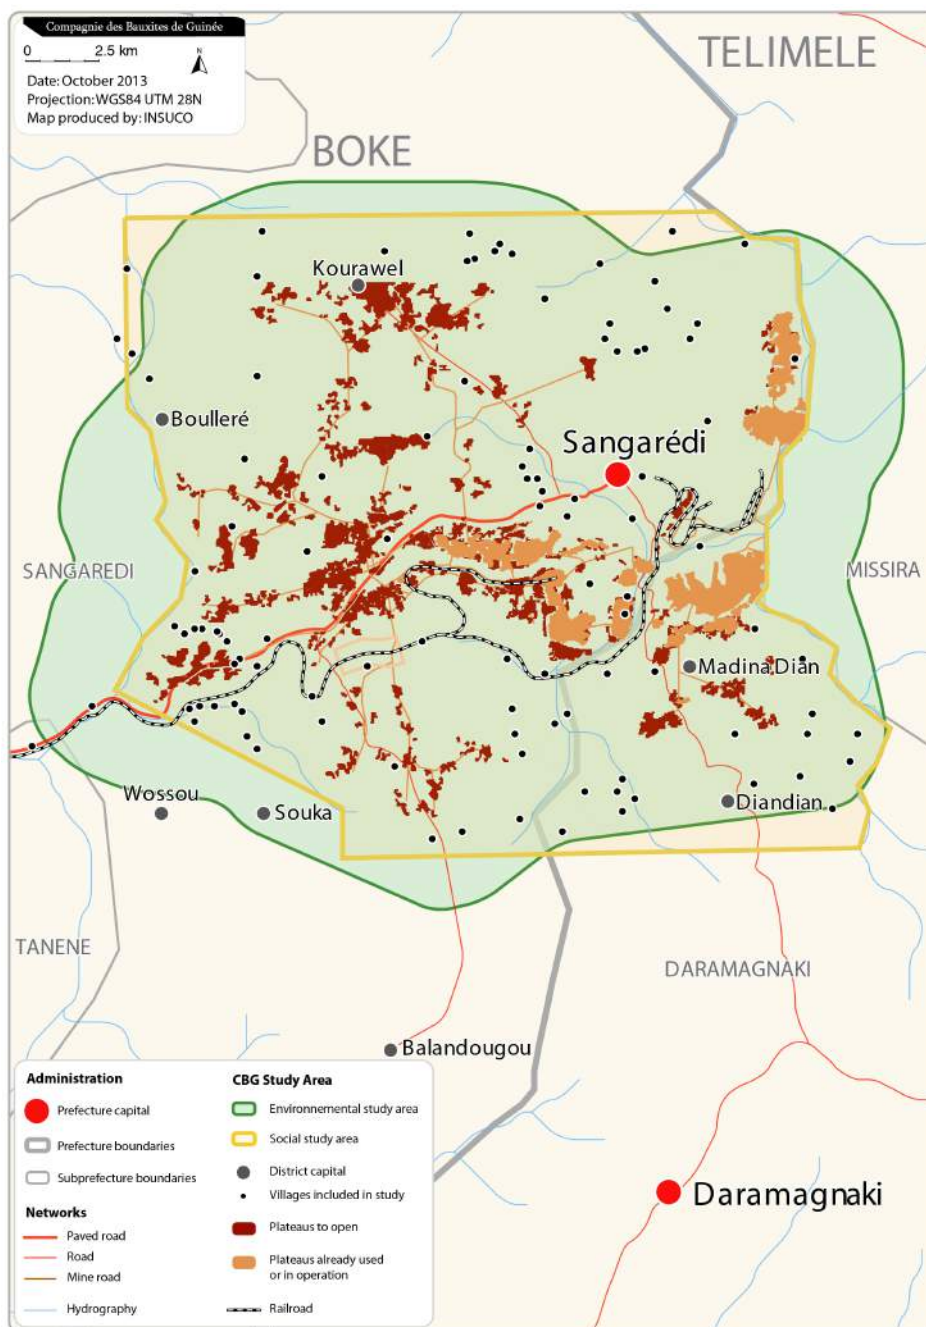 Compagnie des Bauxites de Guinée
0 2.5 km
N
Date: October 2013
Projection: WGS84 UTM 28N
Map produced by: INSUCO
TELIMELE
BOKE
Kourawel
Boulleré
Sangarédi
SANGAREDI
MISSIRA
Madina Dian
Wossou
Souka
Diandian
TANENE
DARAMAGNAKI
Balandougou
Daramagnaki
Administration
Prefecture capital
Prefecture boundaries
Subprefecture boundaries
Networks
Paved road
Road
Mine road
Hydrography
CBG Study Area
Environnemental study area
Social study area
District capital
Villages included in study
Plateaus to open
Plateaus already used
or in operation
Railroad